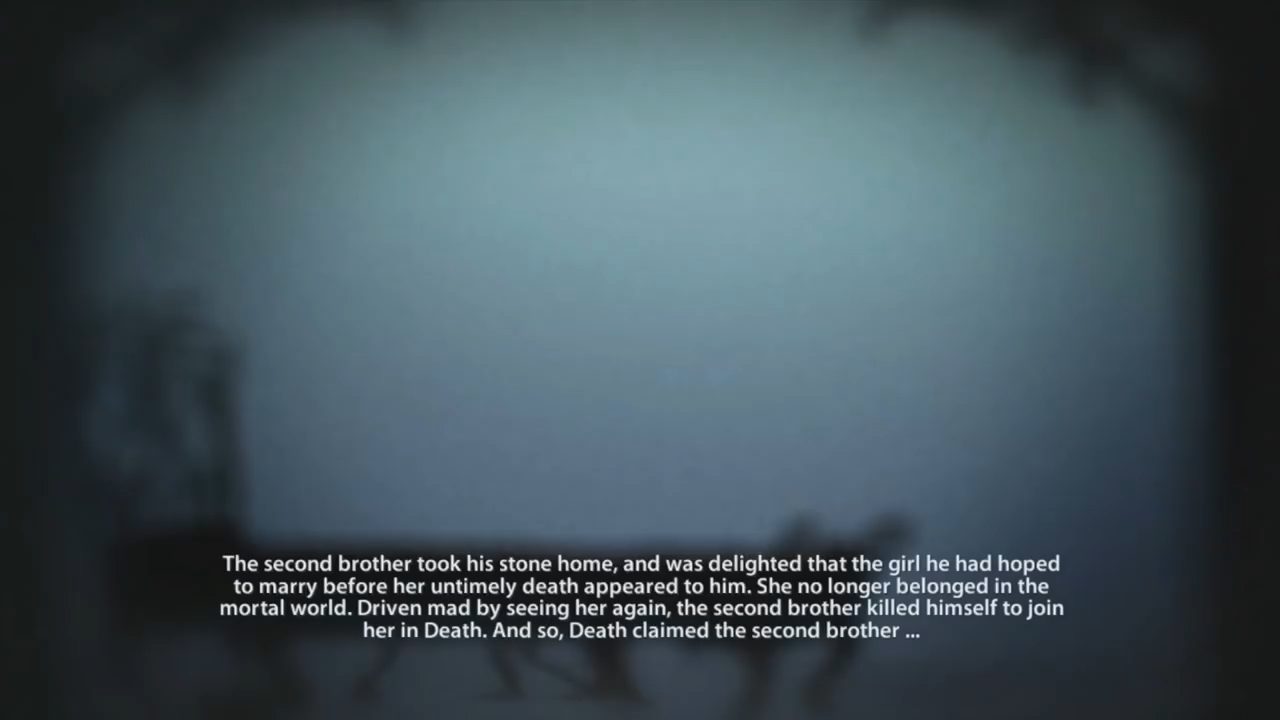 The second brother took his stone home, and was delighted that the girl he had hoped
to marry before her untimely death appeared to him. She no longer belonged in the
mortal world. Driven mad by seeing her again, the second brother killed himself to join
her in Death. And so, Death claimed the second brother ...